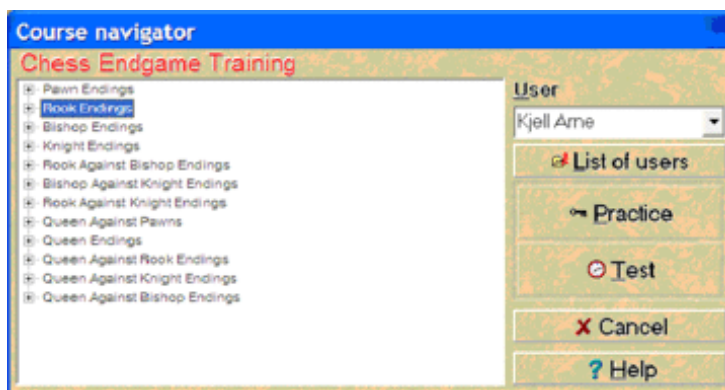 Course navigator
Chess Endgame Training
Pawn Endings
Rook Endings
Bishop Endings
Knight Endings
Rook Against Bishop Endings
Bishop Against Knight Endings
Rook Against Knight Endings
Queen Against Pawns
Queen Endings
Queen Against Rook Endings
Queen Against Knight Endings
Queen Against Bishop Endings
User
Kjell Arne
List of users
Practice
Test
Cancel
Help